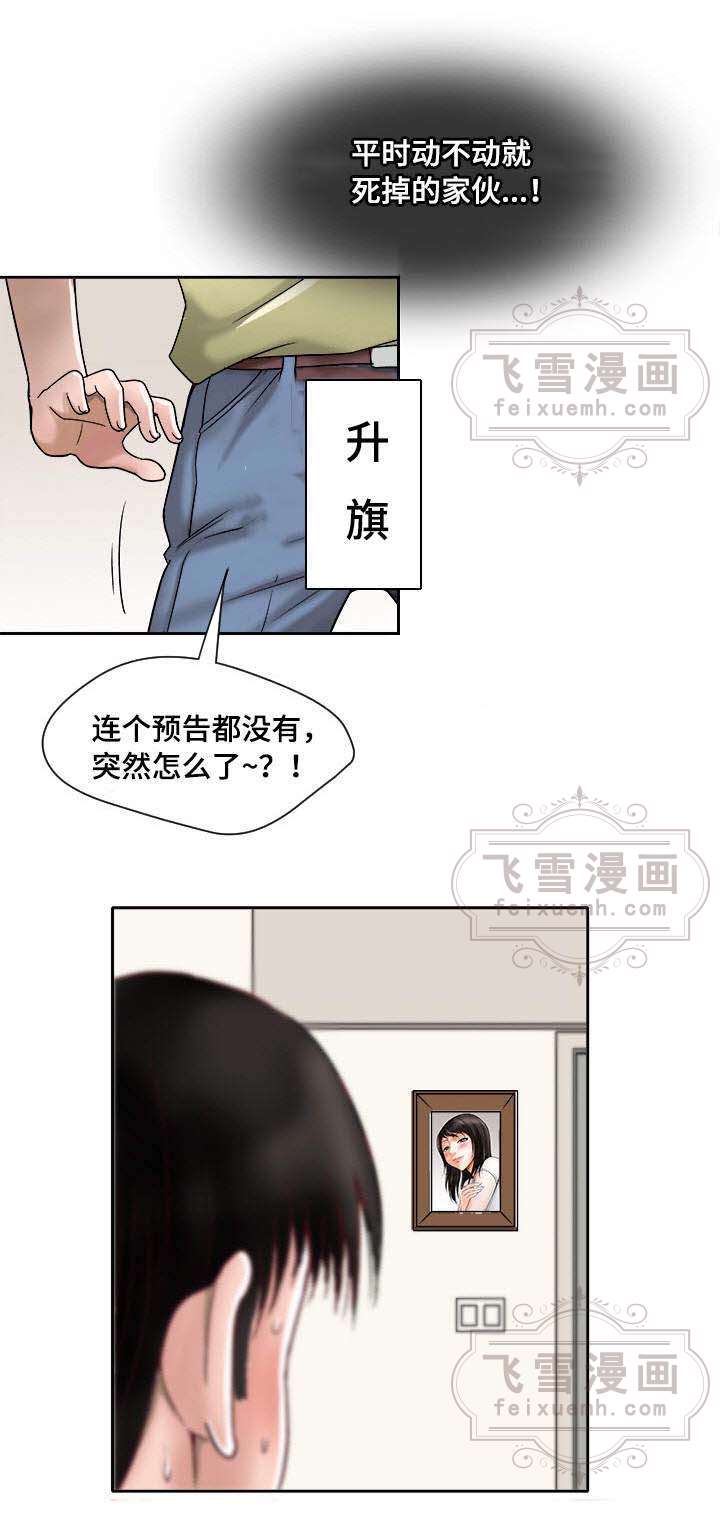 平时动不动就
死掉的家伙...！
飞雪漫画
feixuemh.com
升
旗
连个预告都没有，
突然怎么了~？！
飞雪漫画
feixuemh.com
飞雪漫画
feixuemh.com